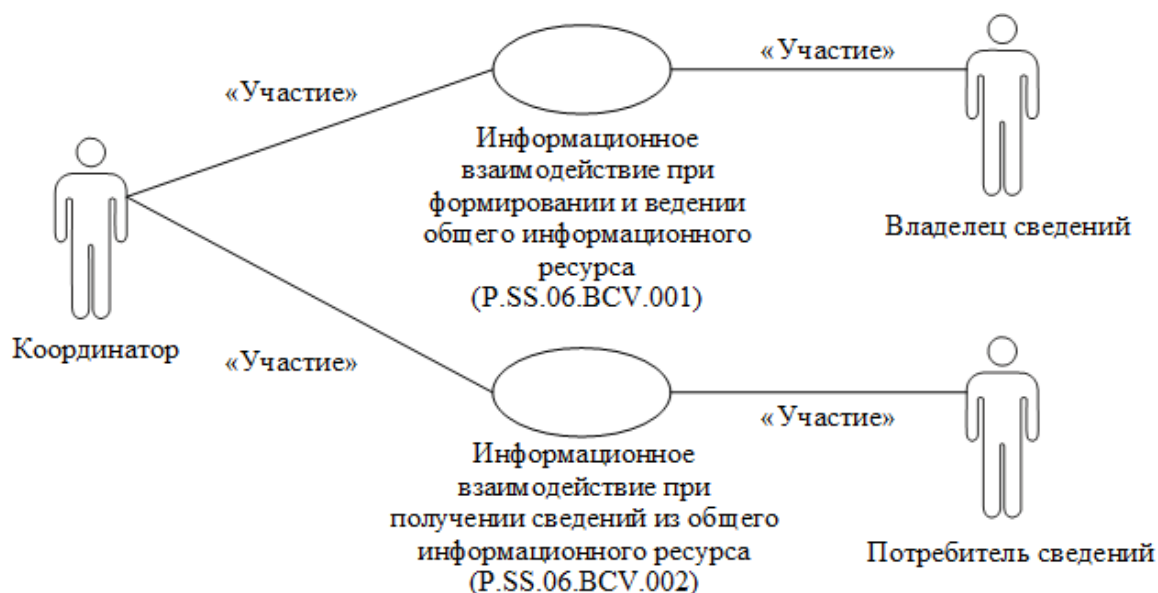 «Участие»
«Участие»
Информационное
взаимодействие при
формировании и ведении
общего информационного
ресурса
(P.SS.06.BCV.001)
Владелец сведений
Координатор
«Участие»
«Участие»
Информационное
взаимодействие при
получении сведений из общего
информационного ресурса
(P.SS.06.BCV.002)
Потребитель сведений